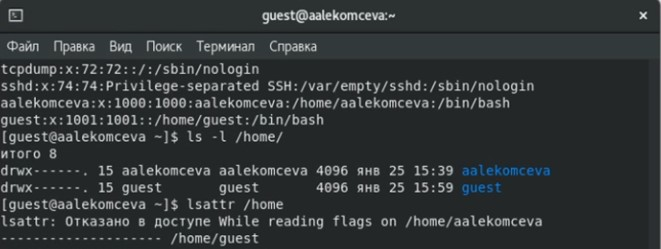 guest@aalekomceva:~
Файл Правка Вид Поиск Терминал Справка
tcpdump:x:72:72::/:/sbin/nologin
sshd:x:74:74:Privilege-separated SSH:/var/empty/sshd:/sbin/nologin
aalekomceva:x:1000:1000:aalekomceva:/home/aalekomceva:/bin/bash
guest:x:1001:1001::/home/guest:/bin/bash
[guest@aalekomceva ~]$ ls -l /home/
итого 8
drwx------. 15 aalekomceva aalekomceva 4096 янв 25 15:39 aalekomceva
drwx------. 15 guest       guest       4096 янв 25 15:59 guest
[guest@aalekomceva ~]$ lsattr /home
lsattr: Отказано в доступе While reading flags on /home/aalekomceva
-------------------- /home/guest